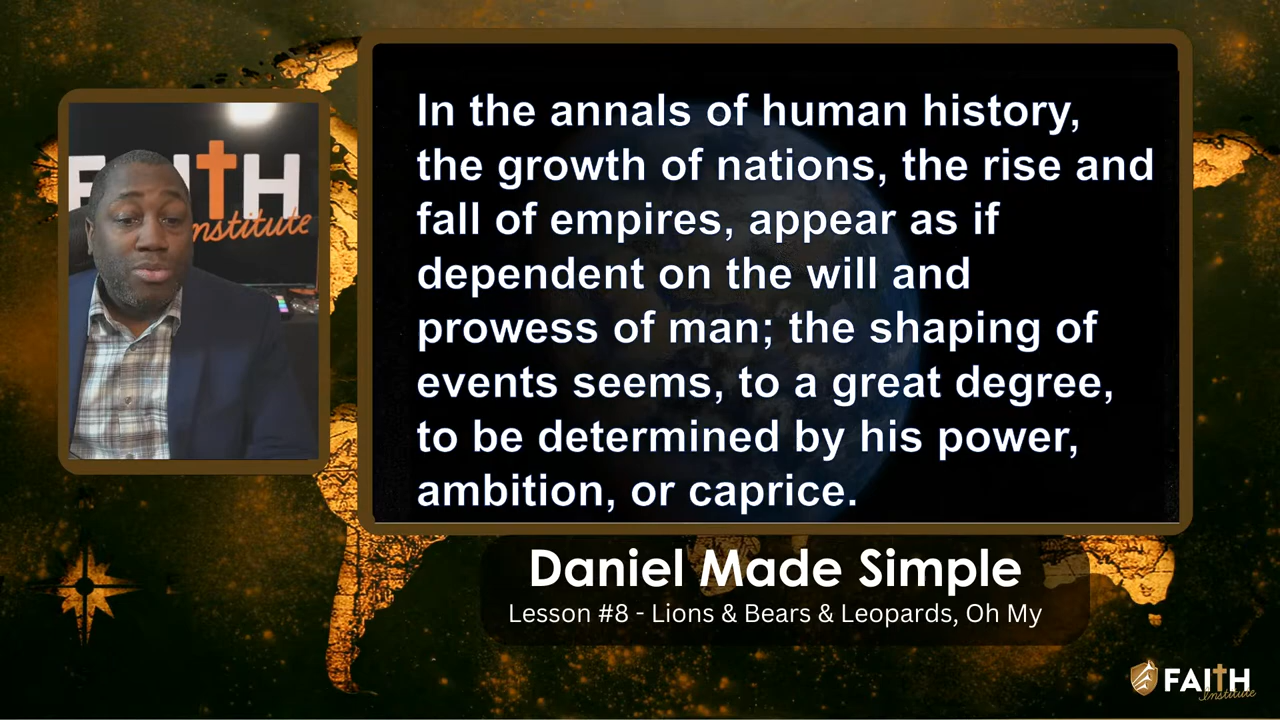 FAITH
Institute
In the annals of human history,
the growth of nations, the rise and
fall of empires, appear as if
dependent on the will and
prowess of man; the shaping of
events seems, to a great degree,
to be determined by his power,
ambition, or caprice.
Daniel Made Simple
Lesson #8 - Lions & Bears & Leopards, Oh My
FAITH
Institute